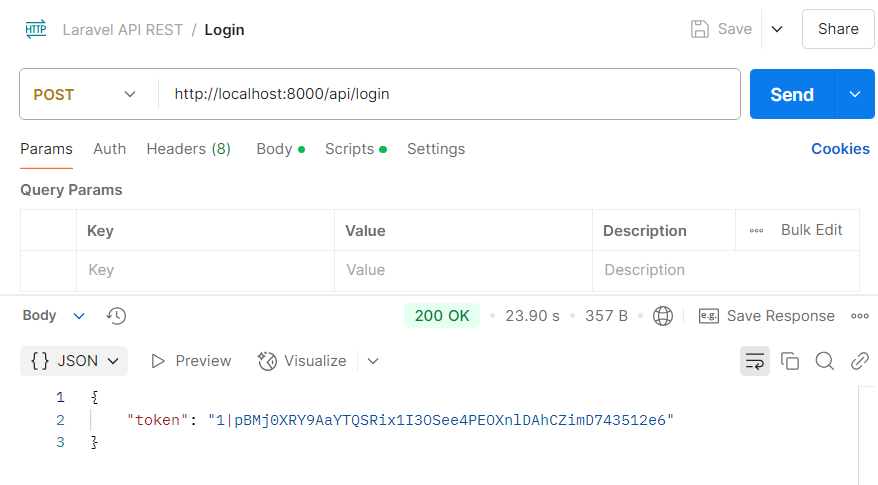 HTTP Laravel API REST / Login Save Share
POST http://localhost:8000/api/login Send
Params Auth Headers (8) Body Scripts Settings Cookies
Query Params
Key Value Description Bulk Edit
Key Value Description
Body 200 OK 23.90 s 357 B e.g. Save Response
{} JSON Preview Visualize
1 {
2 "token": "1|pBMj0XRY9AaYTQSRix1I3OSee4PEOXnlDAhCZimD743512e6"
3 }